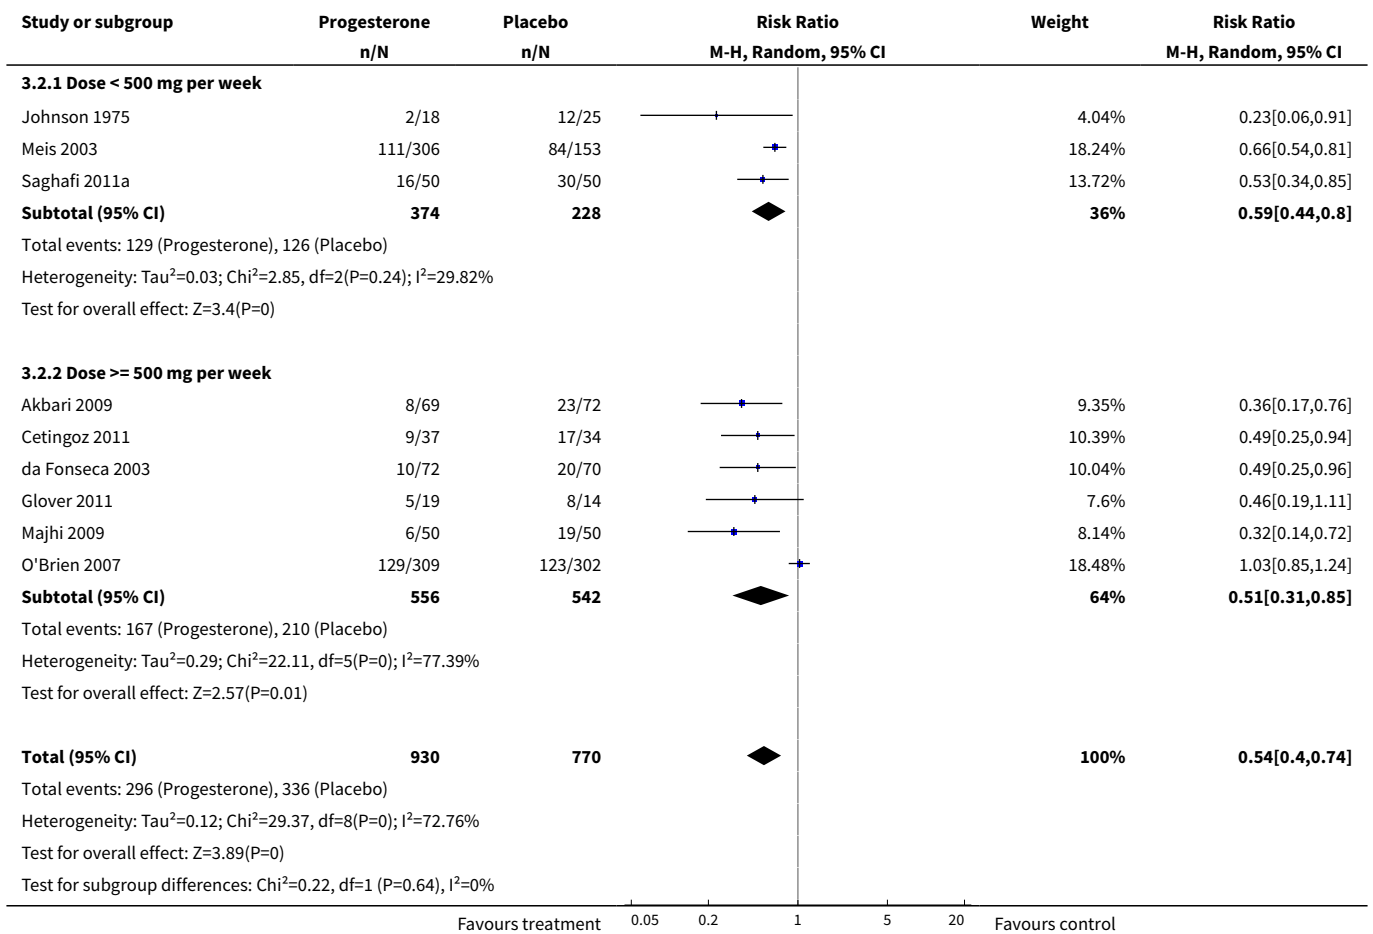 Study or subgroup Progesterone Placebo Risk Ratio Weight Risk Ratio
n/N n/N M-H, Random, 95% CI M-H, Random, 95% CI
3.2.1 Dose < 500 mg per week
Johnson 1975 2/18 12/25 4.04% 0.23[0.06,0.91]
Meis 2003 111/306 84/153 18.24% 0.66[0.54,0.81]
Saghafi 2011a 16/50 30/50 13.72% 0.53[0.34,0.85]
Subtotal (95% CI) 374 228 36% 0.59[0.44,0.8]
Total events: 129 (Progesterone), 126 (Placebo)
Heterogeneity: Tau²=0.03; Chi²=2.85, df=2(P=0.24); I²=29.82%
Test for overall effect: Z=3.4(P=0)
3.2.2 Dose >= 500 mg per week
Akbari 2009 8/69 23/72 9.35% 0.36[0.17,0.76]
Cetingoz 2011 9/37 17/34 10.39% 0.49[0.25,0.94]
da Fonseca 2003 10/72 20/70 10.04% 0.49[0.25,0.96]
Glover 2011 5/19 8/14 7.6% 0.46[0.19,1.11]
Majhi 2009 6/50 19/50 8.14% 0.32[0.14,0.72]
O'Brien 2007 129/309 123/302 18.48% 1.03[0.85,1.24]
Subtotal (95% CI) 556 542 64% 0.51[0.31,0.85]
Total events: 167 (Progesterone), 210 (Placebo)
Heterogeneity: Tau²=0.29; Chi²=22.11, df=5(P=0); I²=77.39%
Test for overall effect: Z=2.57(P=0.01)
Total (95% CI) 930 770 100% 0.54[0.4,0.74]
Total events: 296 (Progesterone), 336 (Placebo)
Heterogeneity: Tau²=0.12; Chi²=29.37, df=8(P=0); I²=72.76%
Test for overall effect: Z=3.89(P=0)
Test for subgroup differences: Chi²=0.22, df=1 (P=0.64), I²=0%
Favours treatment 0.05 0.2 1 5 20 Favours control